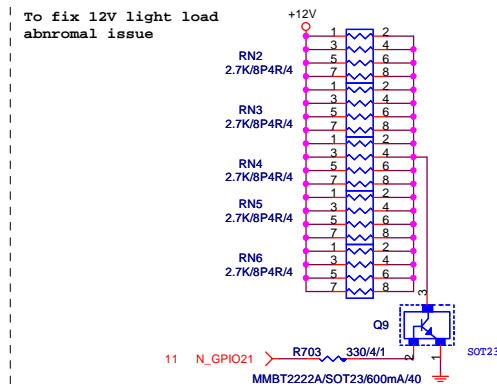 To fix 12V light load
abnromal issue
+12V
1 2
3 4
RN2
5 6
2.7K/8P4R/4
7 8
1 2
3 4
RN3
5 6
2.7K/8P4R/4
7 8
1 2
3 4
RN4
5 6
2.7K/8P4R/4
7 8
1 2
3 4
RN5
5 6
2.7K/8P4R/4
7 8
1 2
3 4
RN6
5 6
2.7K/8P4R/4
7 8
3
Q9
SOT23
R703 330/4/1
11 N_GPIO21
2 1
MMBT2222A/SOT23/600mA/40